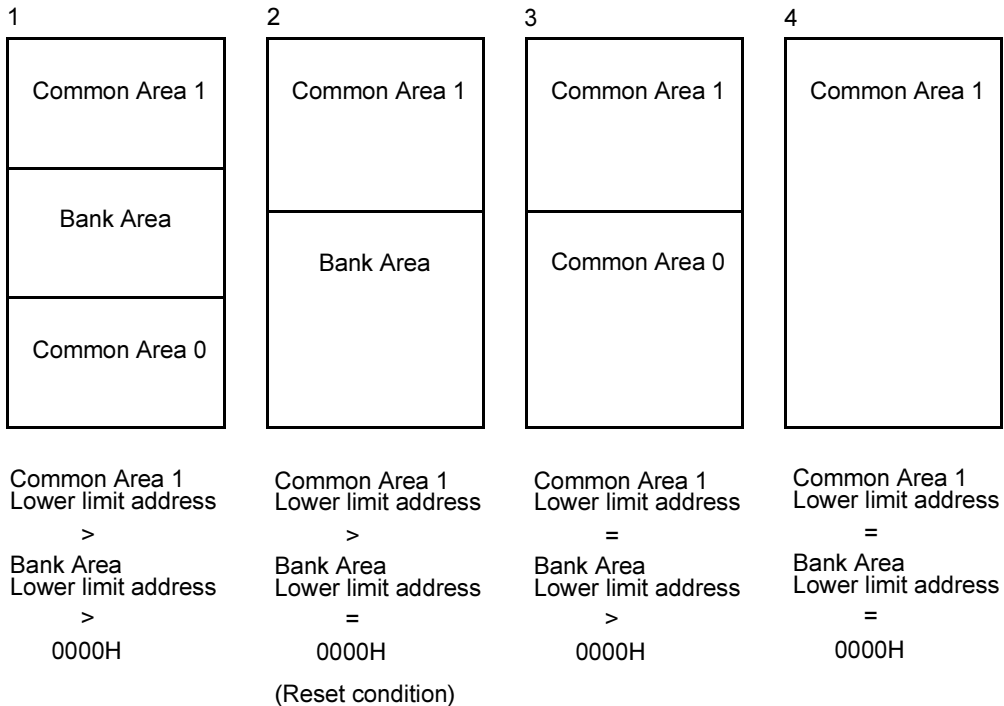 1
Common Area 1
Bank Area
Common Area 0
Common Area 1
Lower limit address
>
Bank Area
Lower limit address
>
0000H
2
Common Area 1
Bank Area
Common Area 1
Lower limit address
>
Bank Area
Lower limit address
=
0000H
(Reset condition)
3
Common Area 1
Common Area 0
Common Area 1
Lower limit address
=
Bank Area
Lower limit address
>
0000H
4
Common Area 1
Common Area 1
Lower limit address
=
Bank Area
Lower limit address
=
0000H